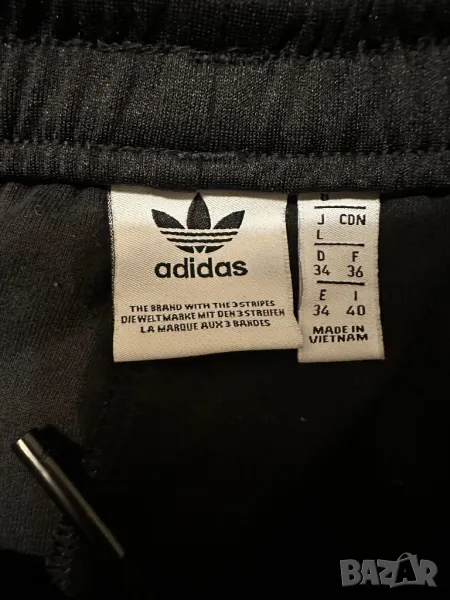 adidas
THE BRAND WITH THE 3 STRIPES
DIE WELTMARKE MIT DEN 3 STREIFEN
LA MARQUE AUX 3 BANDES
J CDN
L
D F
34 36
E I
34 40
MADE IN
VIETNAM
BAZAR